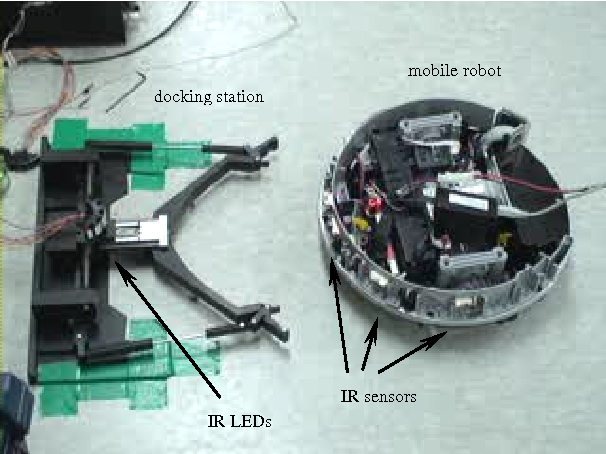 mobile robot
docking station
IR sensors
IR LEDs